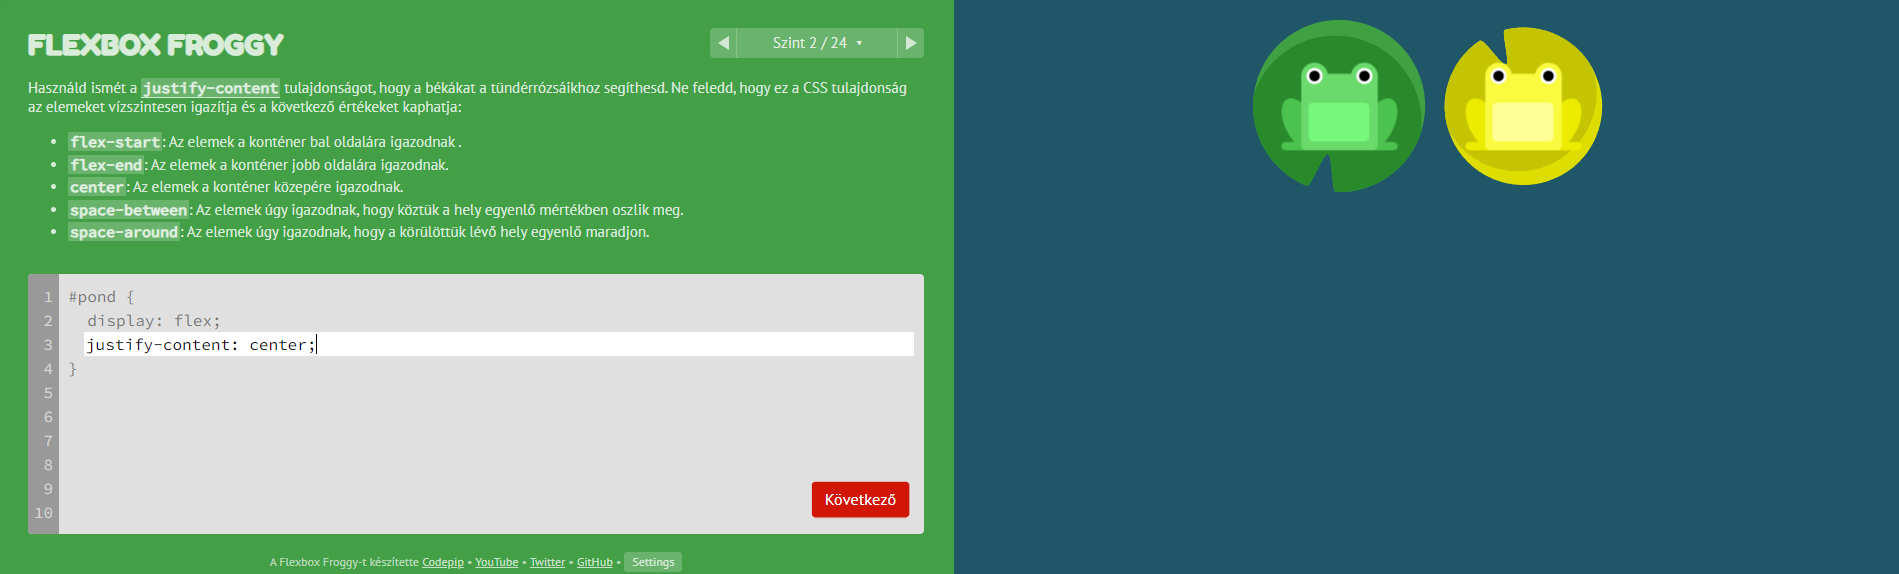 FLEXBOX FROGGY
Szint 2 / 24
Használd ismét a justify-content tulajdonságot, hogy a békákat a tündérrózsáikhoz segíthesd. Ne feledd, hogy ez a CSS tulajdonság
az elemeket vízszintesen igazítja és a következő értékeket kaphatja:
• flex-start: Az elemek a konténer bal oldalára igazodnak .
• flex-end: Az elemek a konténer jobb oldalára igazodnak.
• center: Az elemek a konténer közepére igazodnak.
• space-between: Az elemek úgy igazodnak, hogy köztük a hely egyenlő mértékben oszlik meg.
• space-around: Az elemek úgy igazodnak, hogy a körülöttük lévő hely egyenlő maradjon.
1 #pond {
2 display: flex;
3 justify-content: center;
4 }
5
6
7
8
9
10
Következő
A Flexbox Froggy-t készítette Codepip • YouTube • Twitter • GitHub • Settings